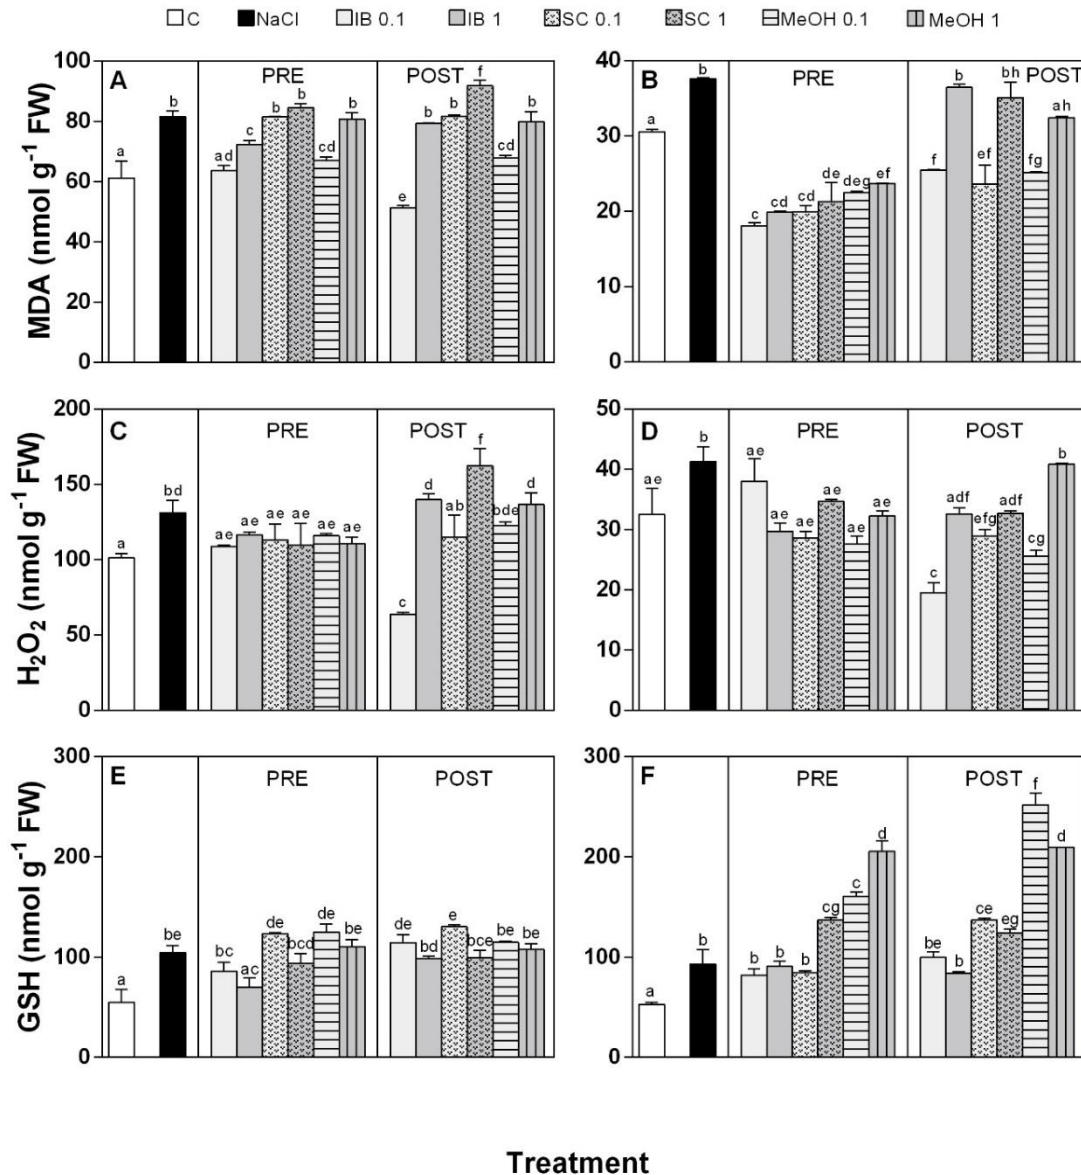 C NaCl IB 0.1 IB 1 SC 0.1 SC 1 MeOH 0.1 MeOH 1
A PRE POST
MDA (nmol g⁻¹ FW)
100
80
60
40
20
0
a b ad c b b cd b e b b f cd b
B PRE POST
40
30
20
10
0
a b c cd cd de deg ef f b ef bh fg ah
C PRE POST
H₂O₂ (nmol g⁻¹ FW)
200
150
100
50
0
a bd ae ae ae ae ae ae c d ab f bde d
D PRE POST
50
40
30
20
10
0
ae b ae ae ae ae ae ae c adf efg adf cg b
E PRE POST
GSH (nmol g⁻¹ FW)
300
200
100
0
a be bc ac de bcd de be de bd e bce be be
F PRE POST
300
200
100
0
a b b b b cg c d be b ce eg f d
Treatment